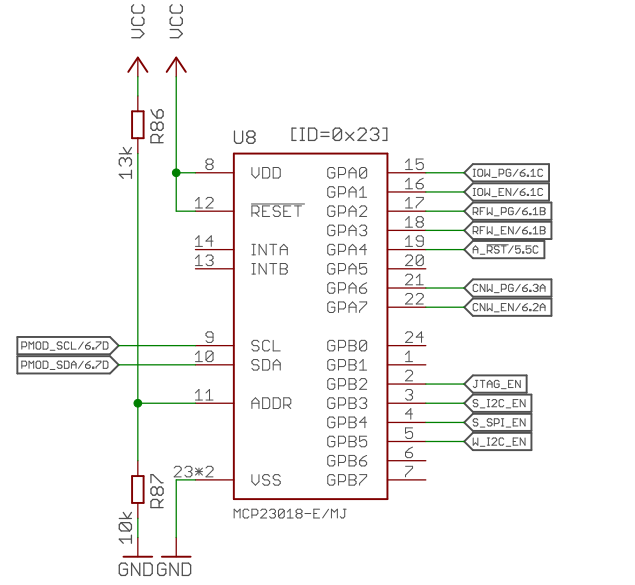 VCC
VCC
R86
13k
U8
[ID=0x23]
8 VDD GPA0 15 IOW_PG/6.1C
GPA1 16 IOW_EN/6.1C
12 RESET GPA2 17 RFW_PG/6.1B
GPA3 18 RFW_EN/6.1B
14 INTA GPA4 19 A_RST/5.5C
13 INTB GPA5 20
GPA6 21 CNW_PG/6.3A
GPA7 22 CNW_EN/6.2A
PMOD_SCL/6.7D 9 SCL GPB0 24
PMOD_SDA/6.7D 10 SDA GPB1 1
GPB2 2 JTAG_EN
11 ADDR GPB3 3 S_I2C_EN
GPB4 4 S_SPI_EN
GPB5 5 W_I2C_EN
GPB6 6
23*2 VSS GPB7 7
R87
10k
MCP23018-E/MJ
GND GND